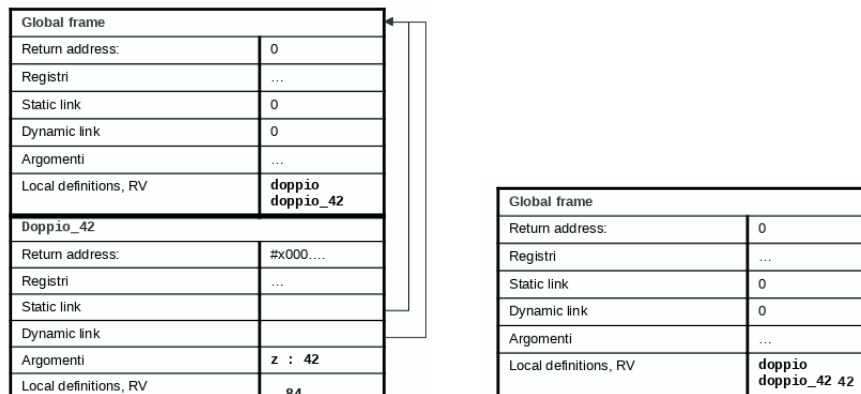 Global frame
Return address: 0
Registri ...
Static link 0
Dynamic link 0
Argomenti ...
Local definitions, RV doppio
doppio_42
Doppio_42
Return address: #x000....
Registri ...
Static link
Dynamic link
Argomenti z : 42
Local definitions, RV 84
Global frame
Return address: 0
Registri ...
Static link 0
Dynamic link 0
Argomenti ...
Local definitions, RV doppio
doppio_42 42